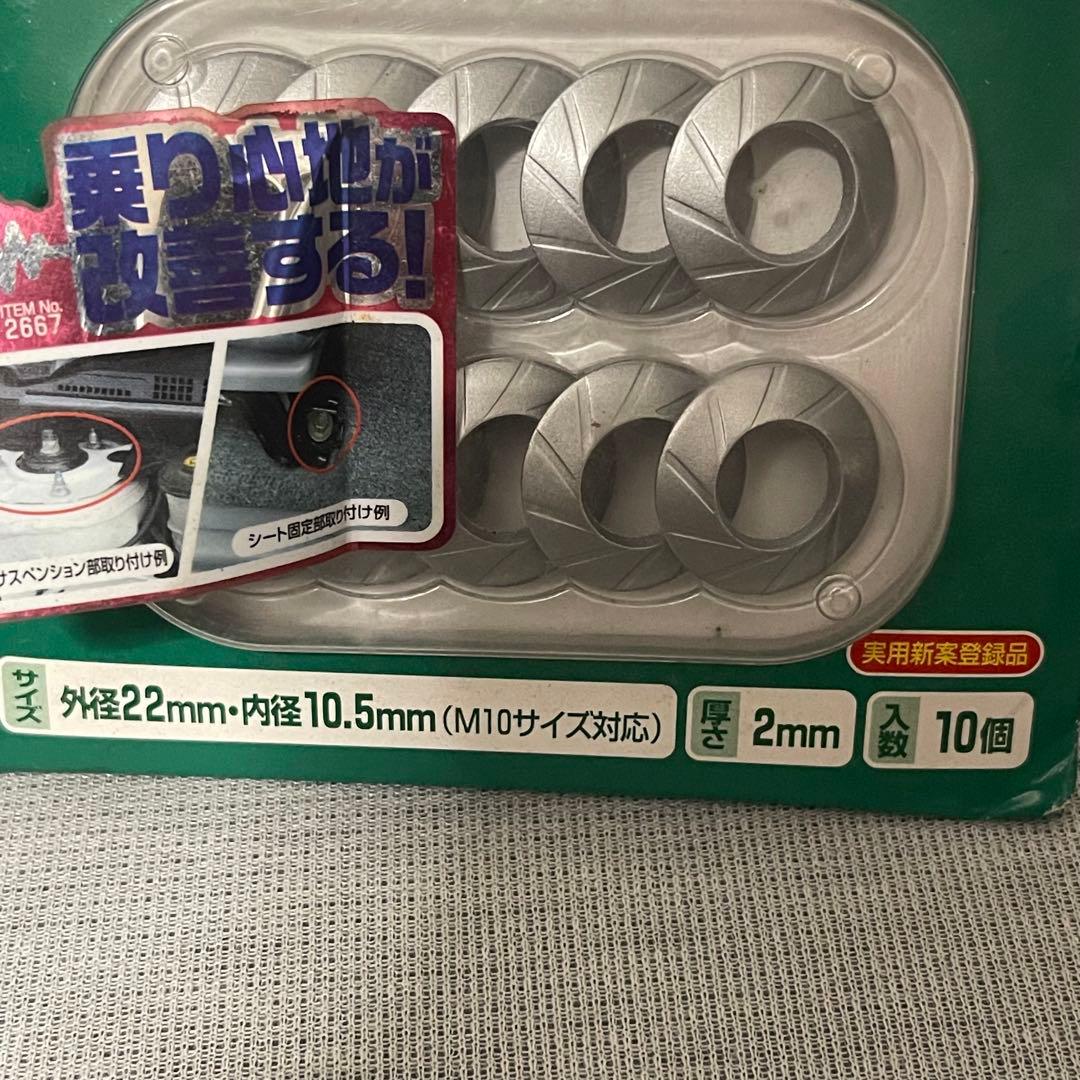 乗り心地が
改善する!
ITEM No.
2667
サスペンション部取り付け例
シート固定部取り付け例
実用新案登録品
サイズ 外径22mm・内径10.5mm(M10サイズ対応)
厚さ 2mm
入数 10個